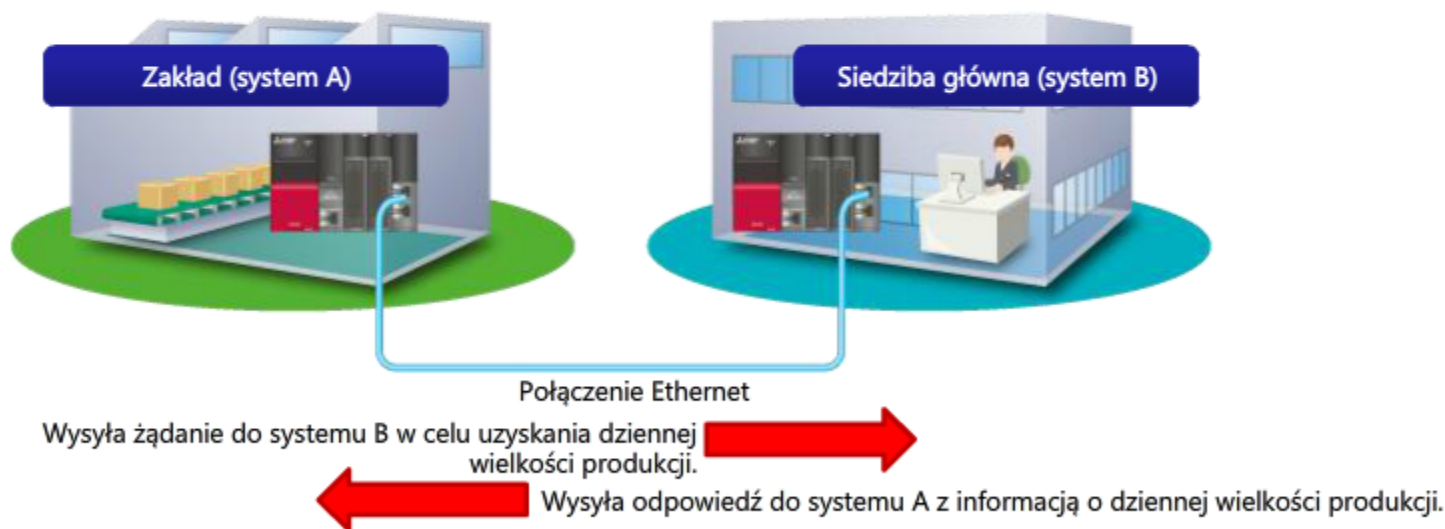 Zakład (system A)
Siedziba główna (system B)
Połączenie Ethernet
Wysyła żądanie do systemu B w celu uzyskania dziennej
wielkości produkcji.
Wysyła odpowiedź do systemu A z informacją o dziennej wielkości produkcji.